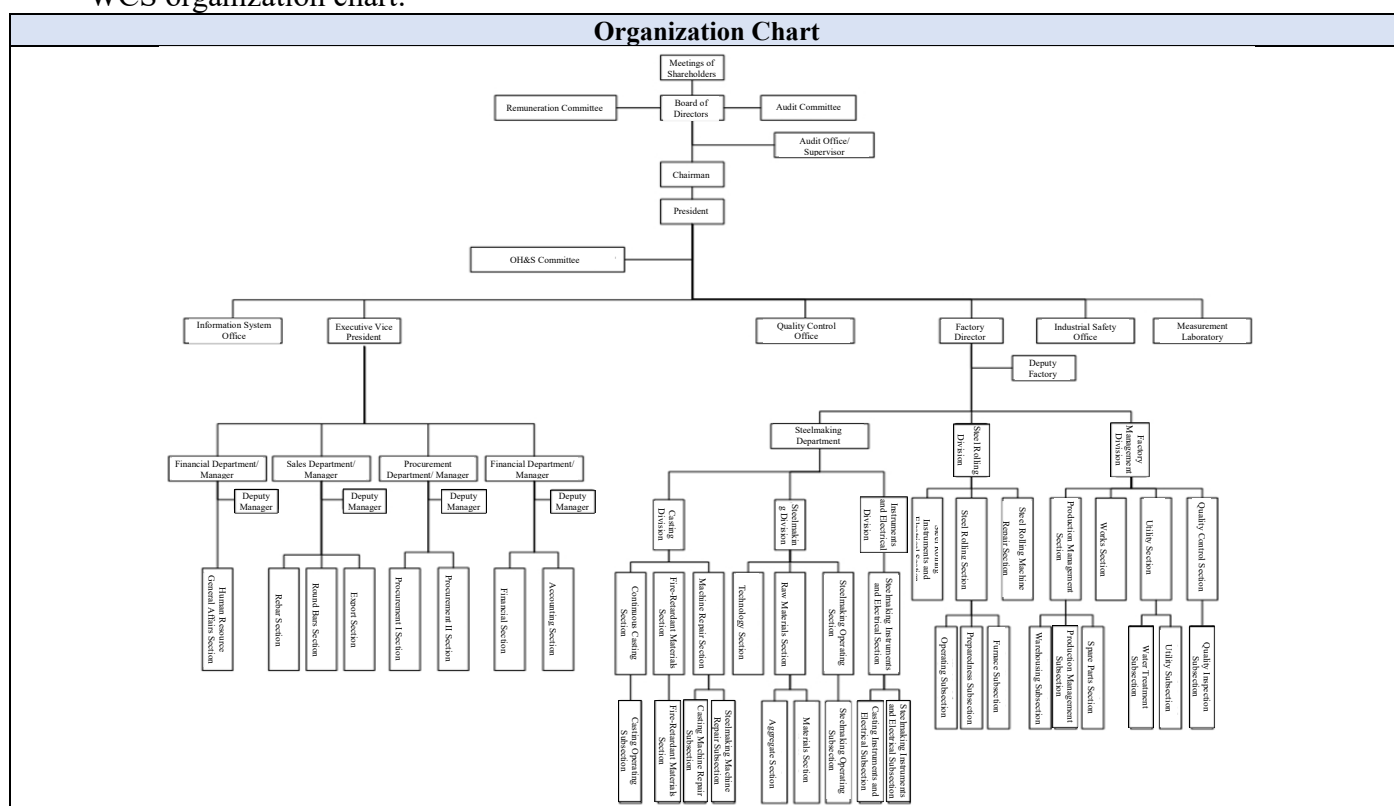 WCS organization chart:
Organization Chart
Meetings of
Shareholders
Remuneration Committee
Board of
Directors
Audit Committee
Audit Office/
Supervisor
Chairman
President
OH&S Committee
Information System
Office
Executive Vice
President
Quality Control
Office
Factory
Director
Industrial Safety
Office
Measurement
Laboratory
Deputy
Factory
Steelmaking
Department
Steel Rolling
Division
Factory
Management
Division
Financial Department/
Manager
Sales Department/
Manager
Procurement
Department/ Manager
Financial Department/
Manager
Deputy
Manager
Deputy
Manager
Deputy
Manager
Deputy
Manager
Human Resource
General Affairs Section
Rebar Section
Round Bars Section
Export Section
Procurement I Section
Procurement II Section
Financial Section
Accounting Section
Casting
Division
Steelmakin
g Division
Instruments
and Electrical
Division
Instruments and
Steel Rolling Section
Steel Rolling Machine
Repair Section
Production Management
Section
Works Section
Utility Section
Quality Control Section
Continuous Casting
Section
Fire-Retardant Materials
Section
Machine Repair Section
Technology Section
Raw Materials Section
Steelmaking Operating
Section
Steelmaking Instruments
and Electrical Section
Operating Subsection
Preparedness Subsection
Furnace Subsection
Warehousing Subsection
Production Management
Subsection
Spare Parts Section
Water Treatment
Subsection
Utility Subsection
Quality Inspection
Subsection
Casting Operating
Subsection
Fire-Retardant Materials
Section
Casting Machine Repair
Subsection
Steelmaking Machine
Repair Subsection
Aggregate Section
Materials Section
Steelmaking Operating
Subsection
Casting Instruments and
Electrical Subsection
Steelmaking Instruments
and Electrical Subsection